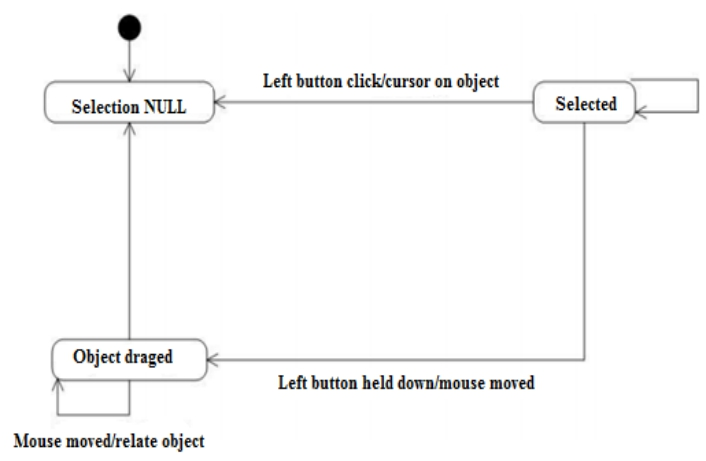 Left button click/cursor on object
Selection NULL
Selected
Object draged
Left button held down/mouse moved
Mouse moved/relate object